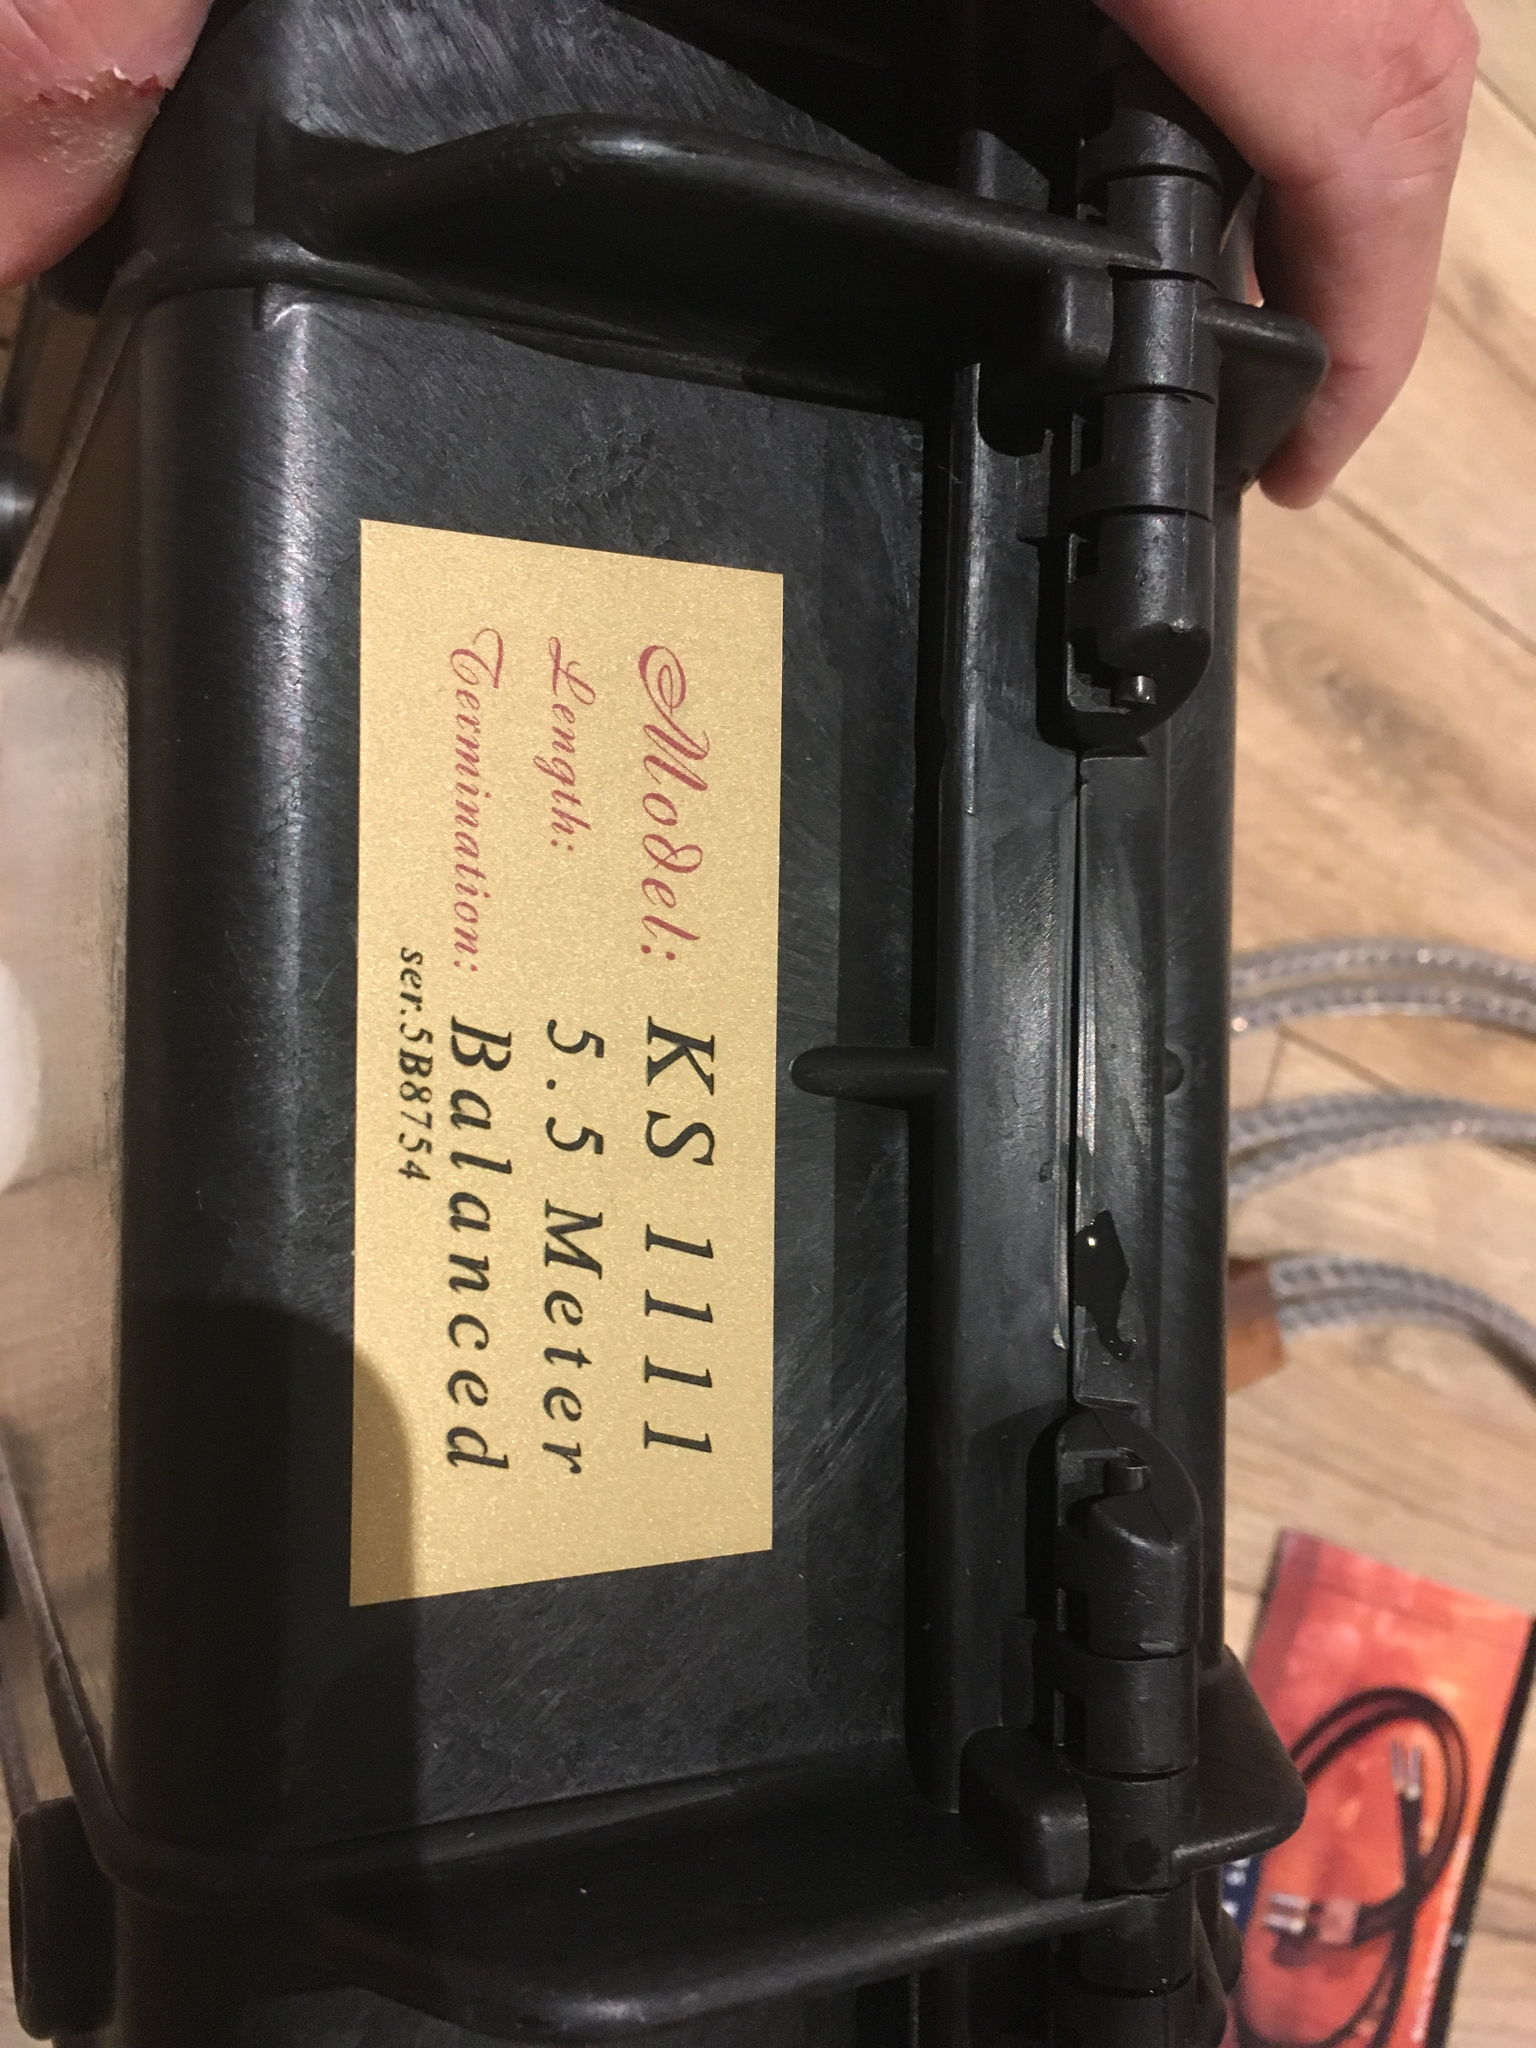 Model: KS 1111
Length: 5.5 Meter
Termination: Balanced
ser.5B8754